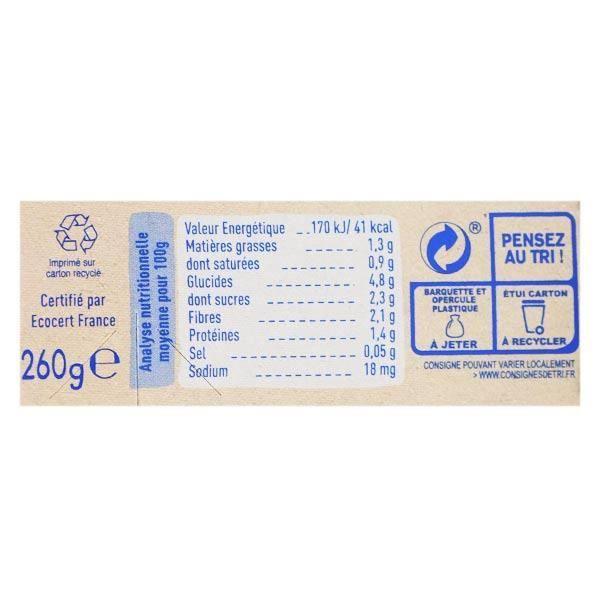 Imprimé sur
carton recyclé
Certifié par
Ecocert France
260g e
Analyse nutritionnelle
moyenne pour 100g
Valeur Energétique 170 kJ/ 41 kcal
Matières grasses 1,3 g
dont saturées 0,9 g
Glucides 4,8 g
dont sucres 2,3 g
Fibres 2,1 g
Protéines 1,4 g
Sel 0,05 g
Sodium 18 mg
®
PENSEZ
AU TRI !
BARQUETTE ET
OPERCULE
PLASTIQUE
À JETER
ÉTUI CARTON
À RECYCLER
CONSIGNE POUVANT VARIER LOCALEMENT
> WWW.CONSIGNESDETRI.FR